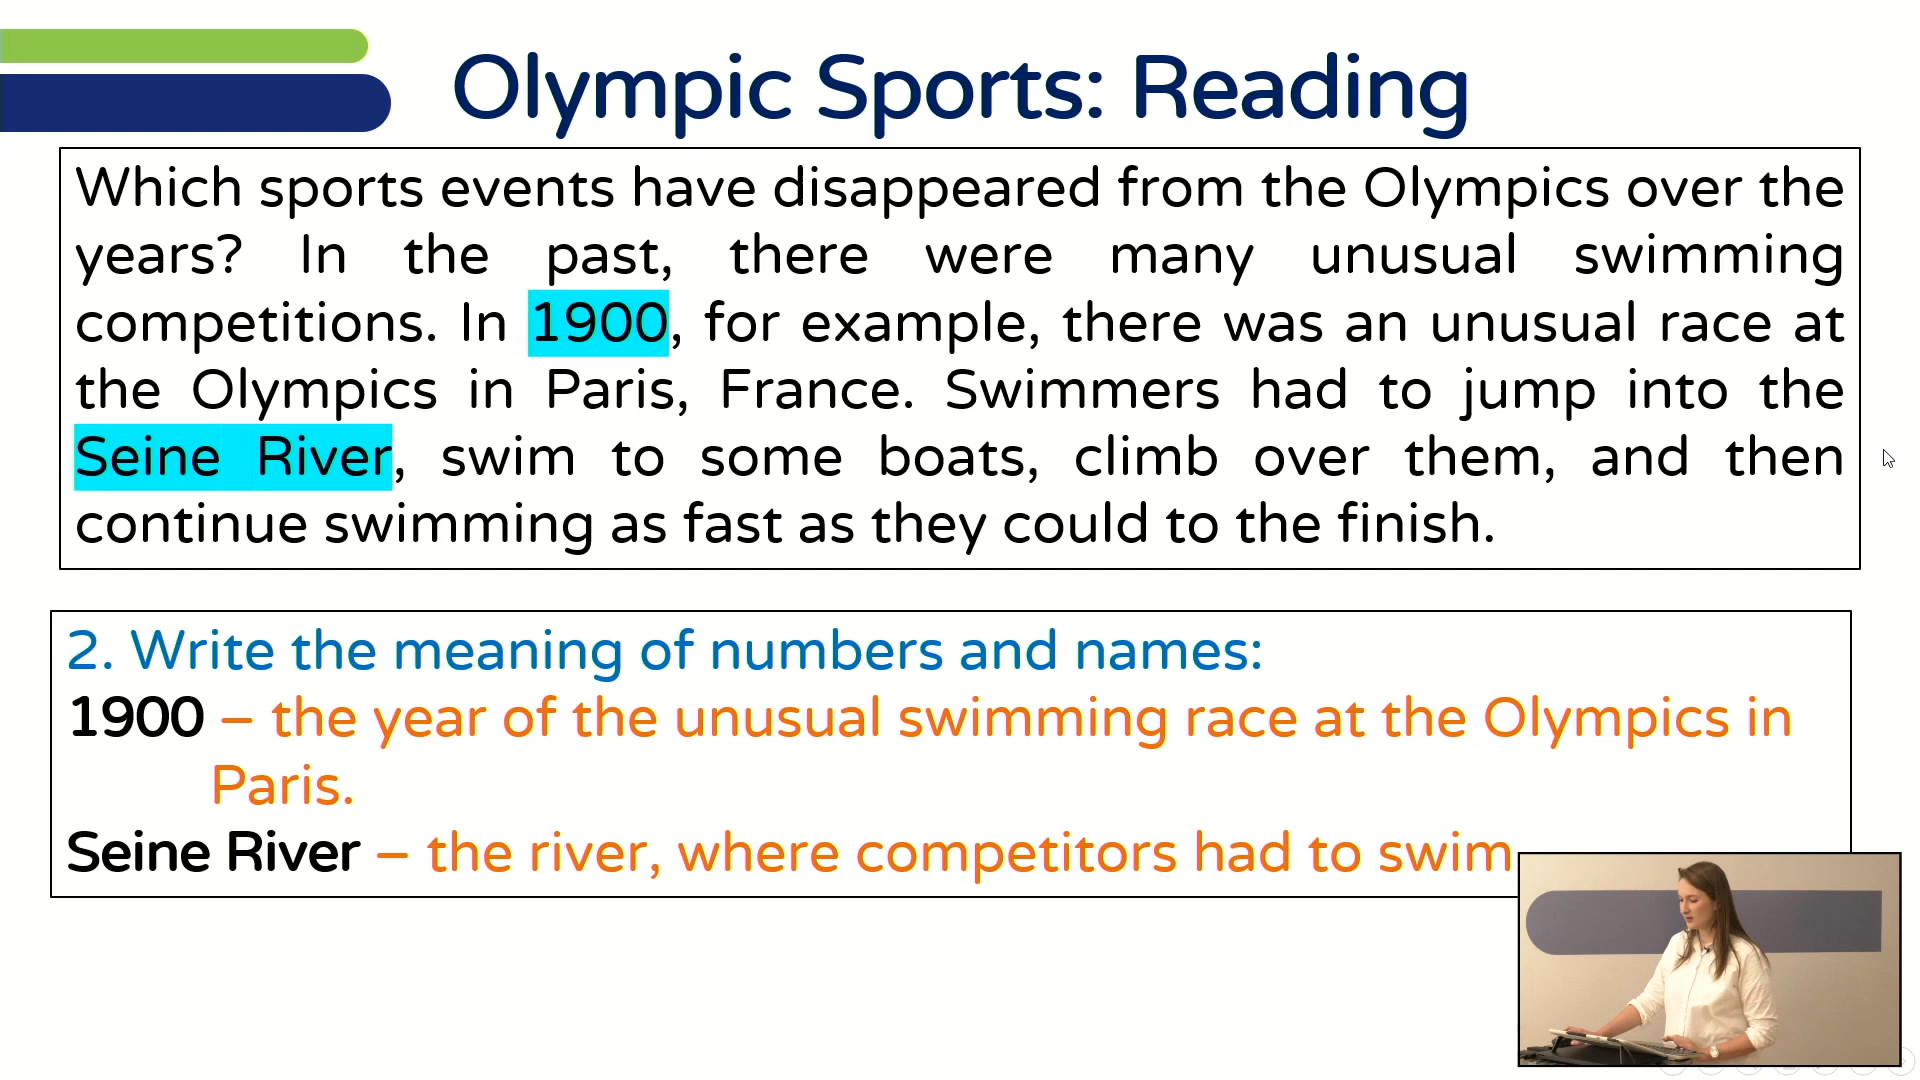 Olympic Sports: Reading
Which sports events have disappeared from the Olympics over the
years? In the past, there were many unusual swimming
competitions. In 1900, for example, there was an unusual race at
the Olympics in Paris, France. Swimmers had to jump into the
Seine River, swim to some boats, climb over them, and then
continue swimming as fast as they could to the finish.
2. Write the meaning of numbers and names:
1900 – the year of the unusual swimming race at the Olympics in
Paris.
Seine River – the river, where competitors had to swim